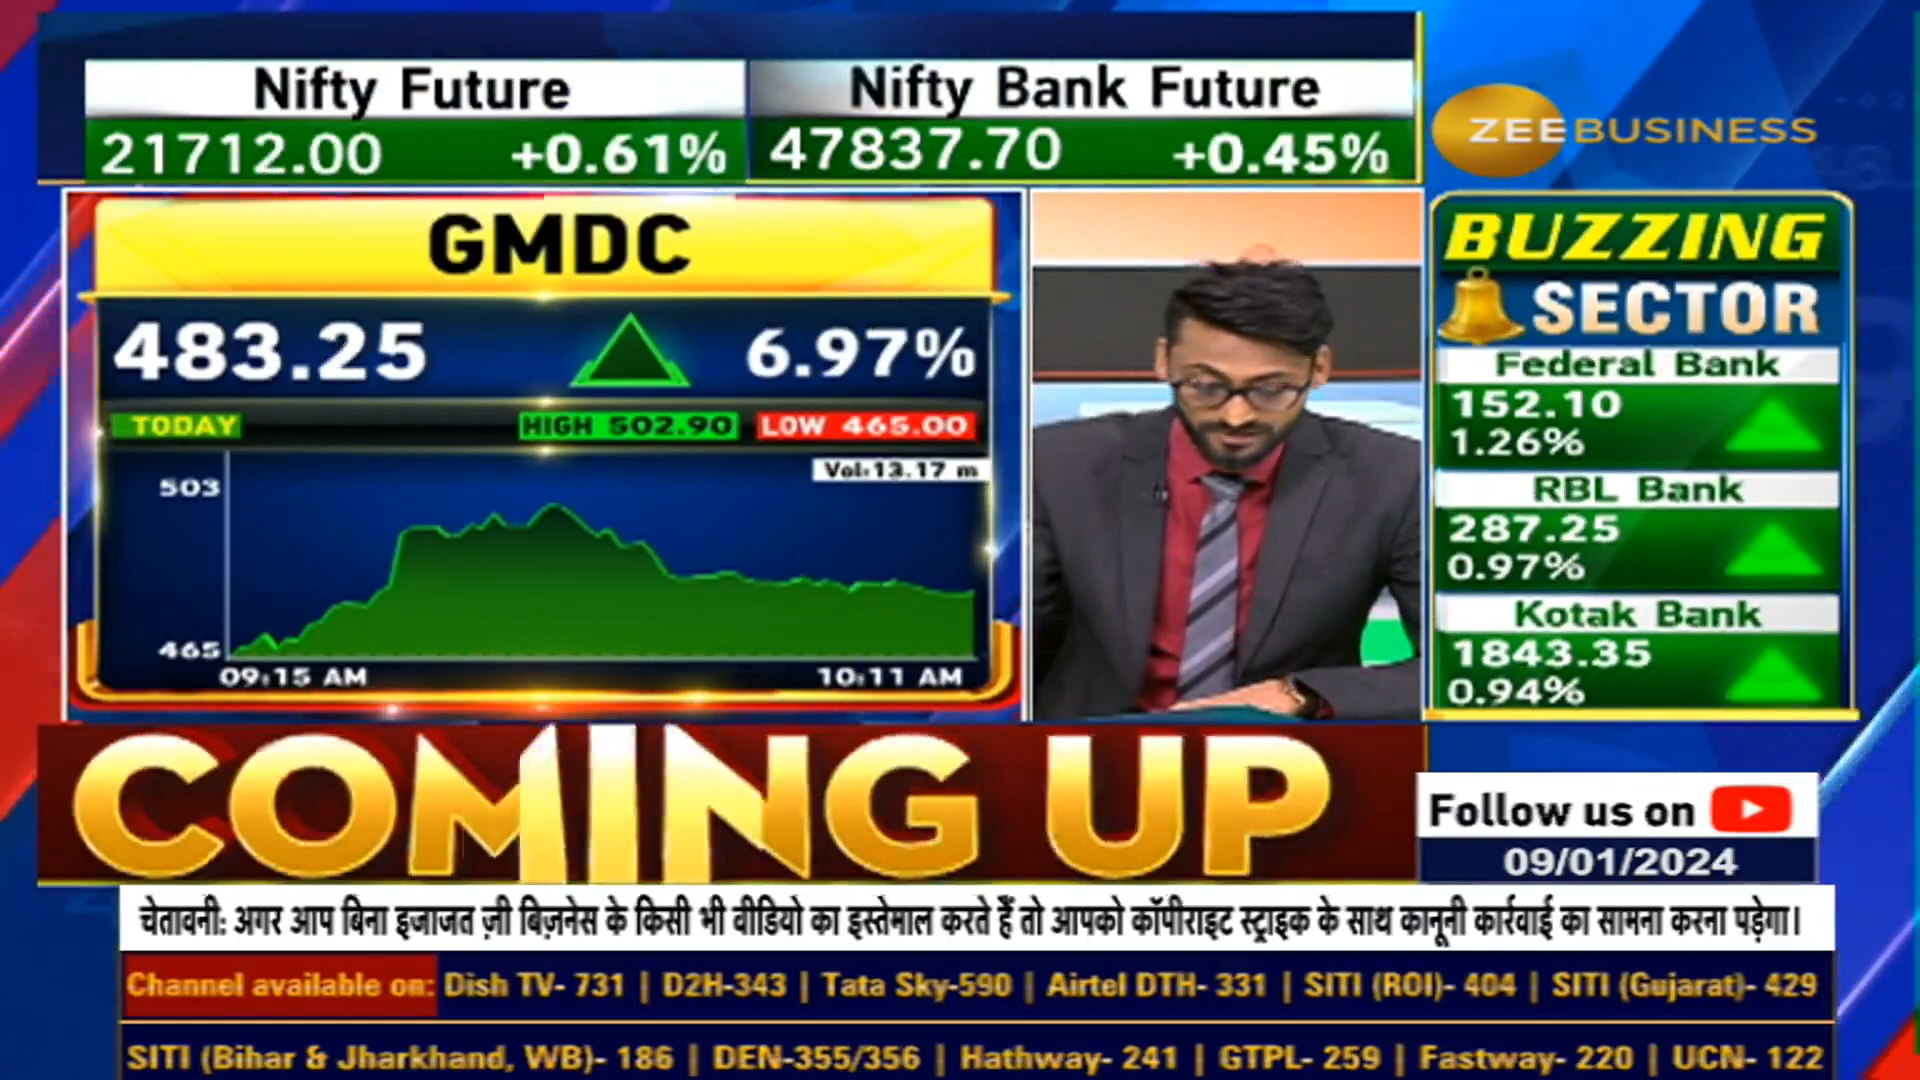 Nifty Future
21712.00 +0.61%
Nifty Bank Future
47837.70 +0.45%
ZEEBUSINESS
GMDC
483.25 6.97%
TODAY HIGH 502.90 LOW 465.00
Vol:13.17 m
503
465
09:15 AM 10:11 AM
BUZZING
SECTOR
Federal Bank
152.10
1.26%
RBL Bank
287.25
0.97%
Kotak Bank
1843.35
0.94%
COMING UP
Follow us on
09/01/2024
चेतावनी: अगर आप बिना इजाजत ज़ी बिज़नेस के किसी भी वीडियो का इस्तेमाल करते हैं तो आपको कॉपीराइट स्ट्राइक के साथ कानूनी कार्रवाई का सामना करना पड़ेगा।
Channel available on: Dish TV- 731 | D2H-343 | Tata Sky-590 | Airtel DTH- 331 | SITI (ROI)- 404 | SITI (Gujarat)- 429
SITI (Bihar & Jharkhand, WB)- 186 | DEN-355/356 | Hathway- 241 | GTPL- 259 | Fastway- 220 | UCN- 122